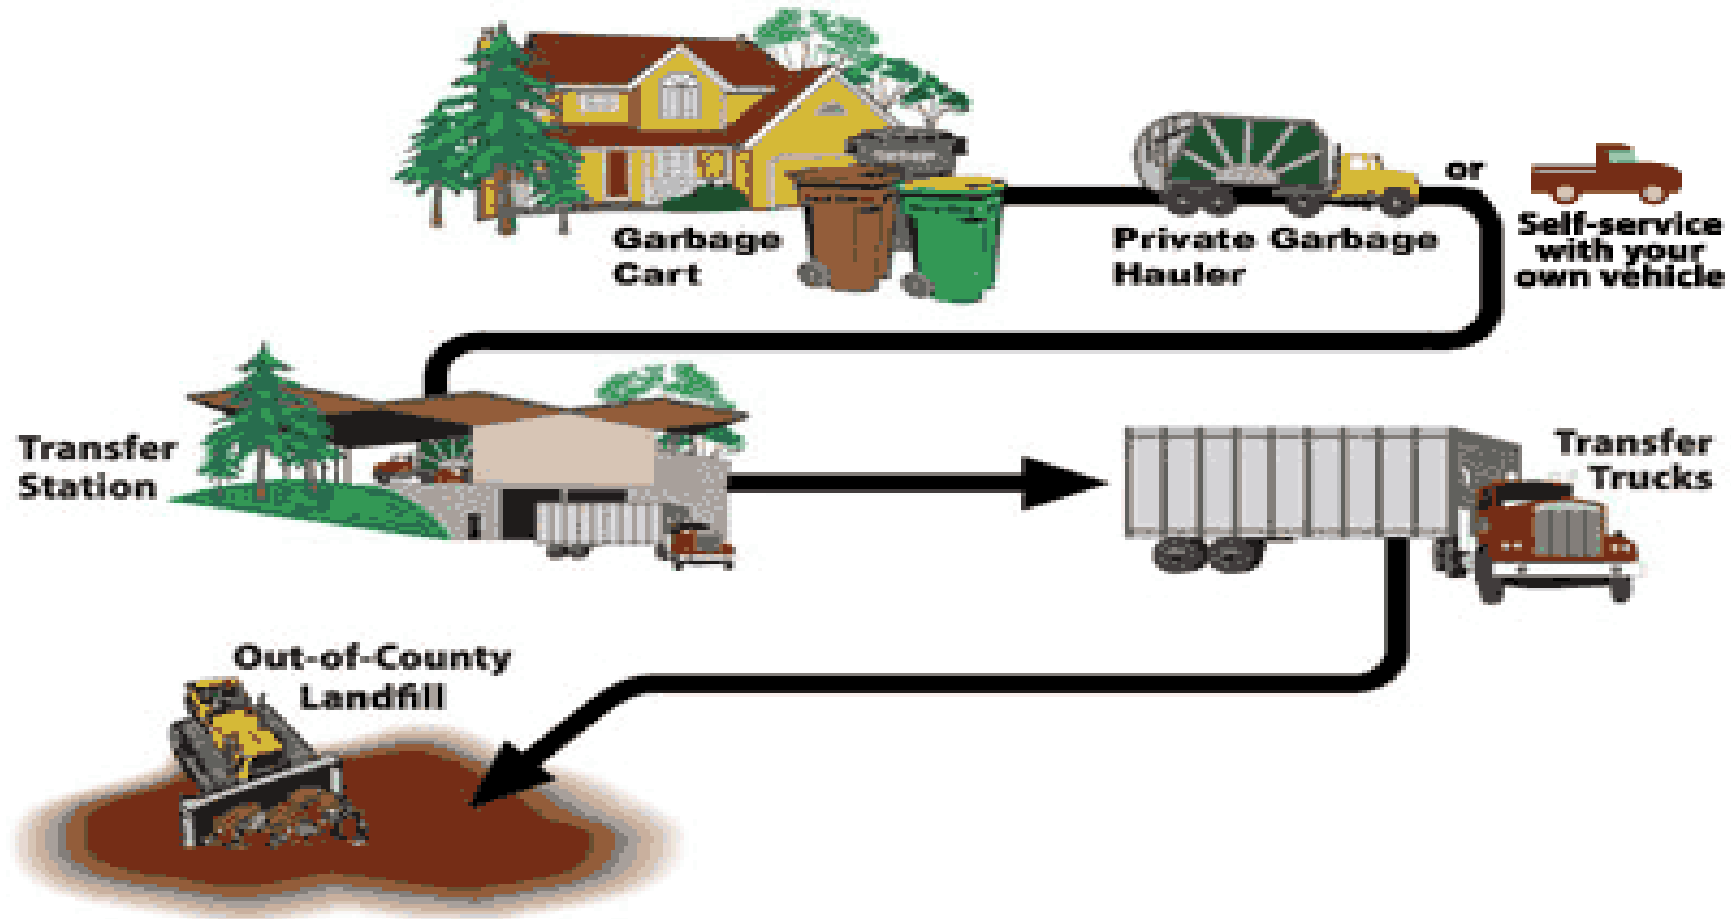 Garbage
Cart
Private Garbage
Hauler
or
Self-service
with your
own vehicle
Transfer
Station
Transfer
Trucks
Out-of-County
Landfill